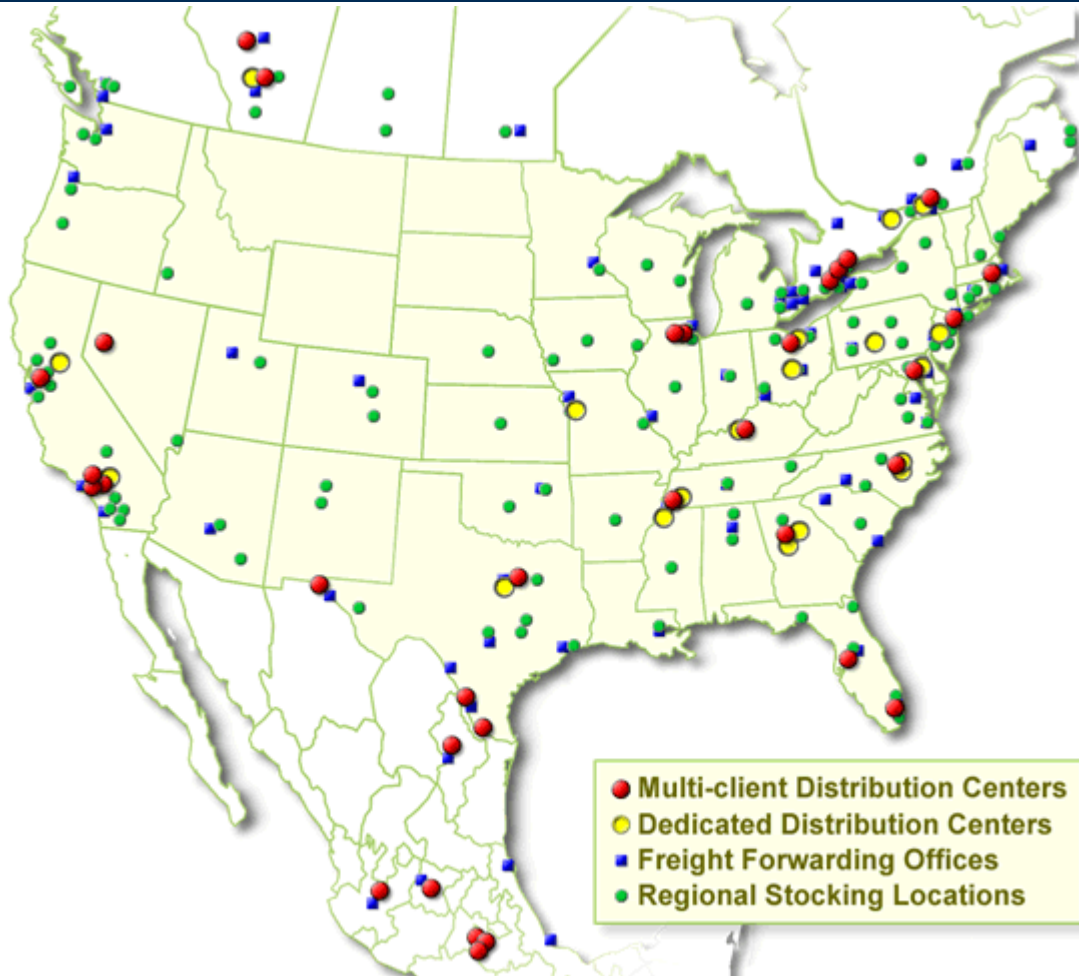 Multi-client Distribution Centers
Dedicated Distribution Centers
Freight Forwarding Offices
Regional Stocking Locations